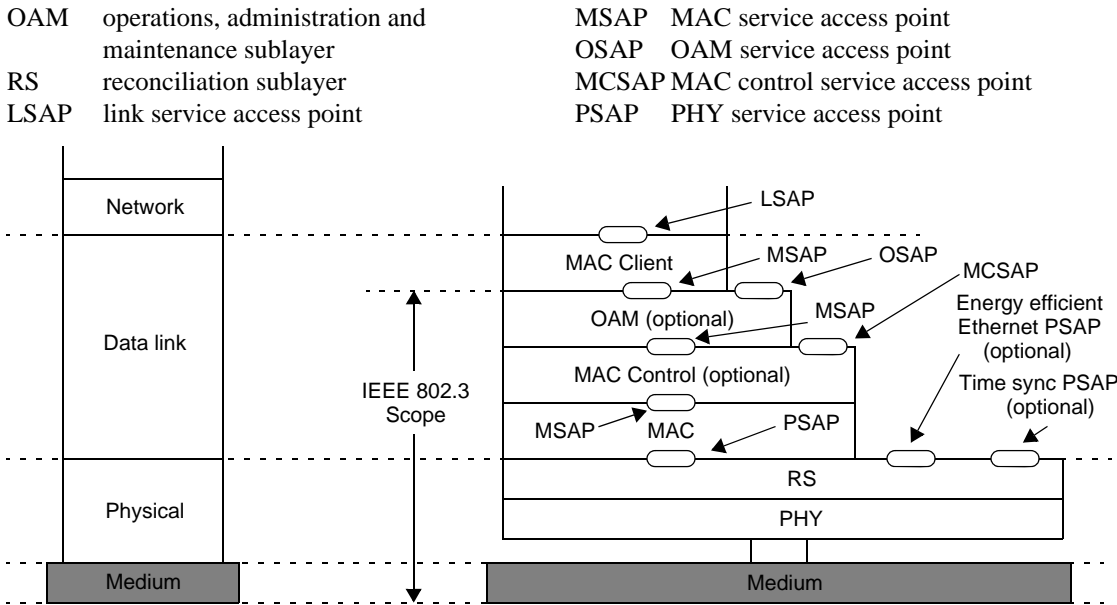 OAM operations, administration and
maintenance sublayer
RS reconciliation sublayer
LSAP link service access point
MSAP MAC service access point
OSAP OAM service access point
MCSAP MAC control service access point
PSAP PHY service access point
Network
Data link
Physical
Medium
IEEE 802.3
Scope
LSAP
MAC Client
MSAP
OSAP
MCSAP
OAM (optional)
MSAP
Energy efficient
Ethernet PSAP
(optional)
MAC Control (optional)
Time sync PSAP
(optional)
MSAP
MAC
PSAP
RS
PHY
Medium